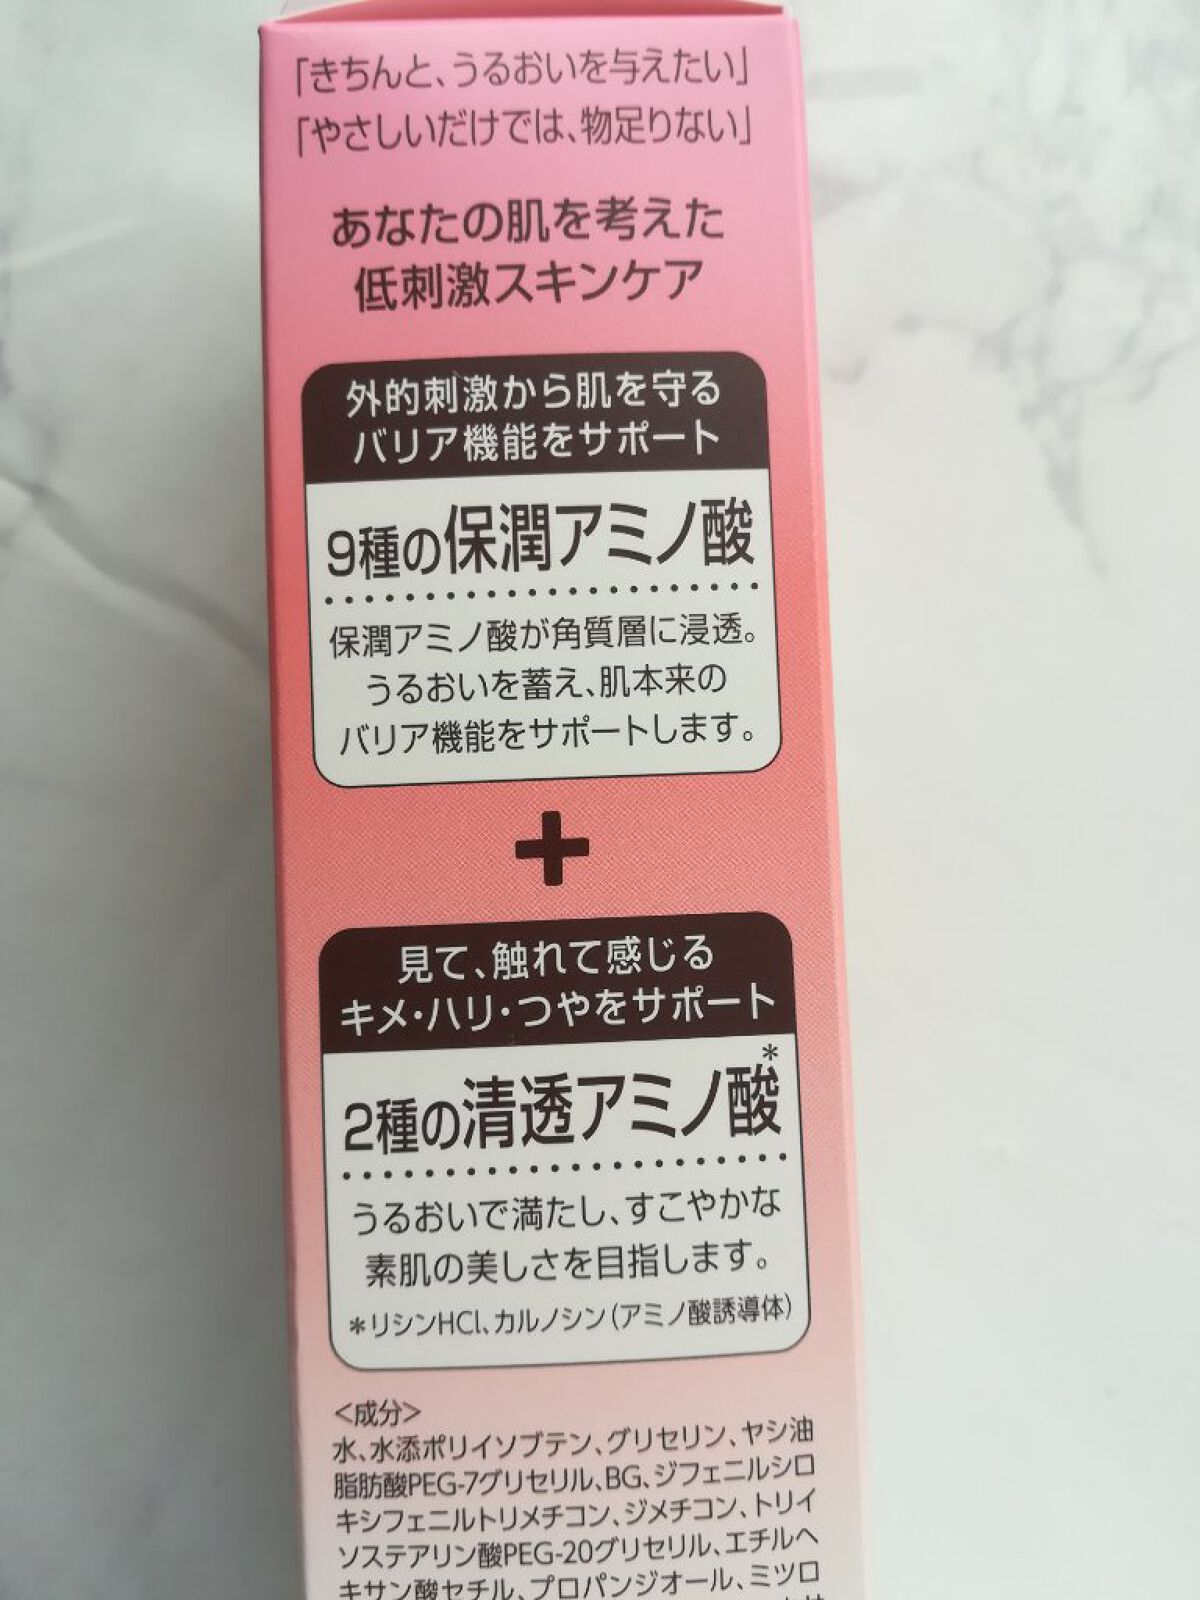 「きちんと、うるおいを与えたい」
「やさしいだけでは、物足りない」
あなたの肌を考えた
低刺激スキンケア
外的刺激から肌を守る
バリア機能をサポート
9種の保潤アミノ酸
保潤アミノ酸が角質層に浸透。
うるおいを蓄え、肌本来の
バリア機能をサポートします。
+
見て、触れて感じる
キメ・ハリ・つやをサポート
2種の清透アミノ酸*
うるおいで満たし、すこやかな
素肌の美しさを目指します。
*リシンHCl、カルノシン(アミノ酸誘導体)
<成分>
水、水添ポリイソブテン、グリセリン、ヤシ油
脂肪酸PEG-7グリセリル、BG、ジフェニルシロ
キシフェニルトリメチコン、ジメチコン、トリイ
ソステアリン酸PEG-20グリセリル、エチルヘ
キサン酸セチル、プロパンジオール、ミツロ